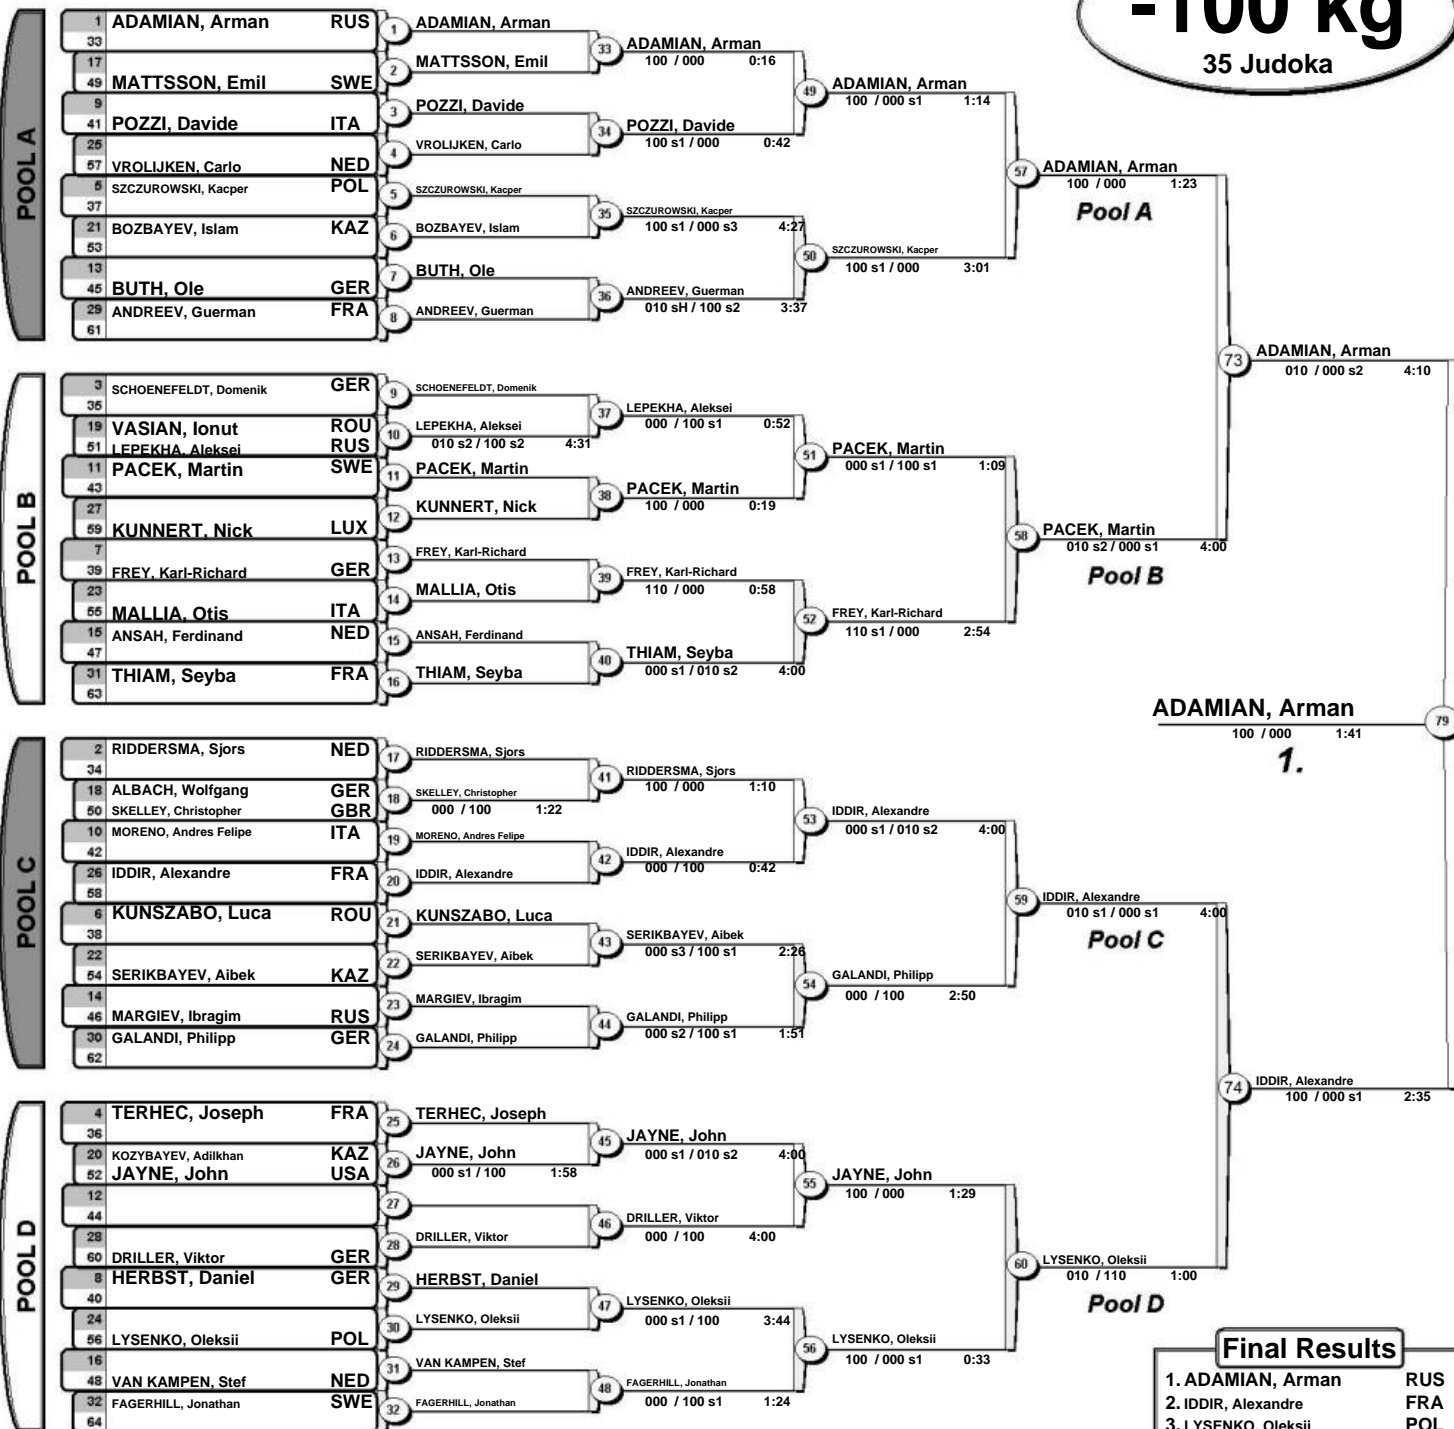 -100 kg
35 Judoka
POOL A
1 ADAMIAN, Arman RUS
33
17
49 MATTSSON, Emil SWE
9
41 POZZI, Davide ITA
25
57 VROLIJKEN, Carlo NED
5 SZCZUROWSKI, Kacper POL
37
21 BOZBAYEV, Islam KAZ
53
13
45 BUTH, Ole GER
29 ANDREEV, Guerman FRA
61
1 ADAMIAN, Arman
2 MATTSSON, Emil
3 POZZI, Davide
4 VROLIJKEN, Carlo
5 SZCZUROWSKI, Kacper
6 BOZBAYEV, Islam
7 BUTH, Ole
8 ANDREEV, Guerman
33 ADAMIAN, Arman
100 / 000 0:16
34 POZZI, Davide
100 s1 / 000 0:42
35 SZCZUROWSKI, Kacper
100 s1 / 000 s3 4:27
36 ANDREEV, Guerman
010 sH / 100 s2 3:37
49 ADAMIAN, Arman
100 / 000 s1 1:14
50 SZCZUROWSKI, Kacper
100 s1 / 000 3:01
57 ADAMIAN, Arman
100 / 000 1:23
Pool A
POOL B
3 SCHOENEFELDT, Domenik GER
35
19 VASIAN, Ionut ROU
51 LEPEKHA, Aleksei RUS
11 PACEK, Martin SWE
43
27
59 KUNNERT, Nick LUX
7
39 FREY, Karl-Richard GER
23
55 MALLIA, Otis ITA
15 ANSAH, Ferdinand NED
47
31 THIAM, Seyba FRA
63
9 SCHOENEFELDT, Domenik
10 LEPEKHA, Aleksei
010 s2 / 100 s2 4:31
11 PACEK, Martin
12 KUNNERT, Nick
13 FREY, Karl-Richard
14 MALLIA, Otis
15 ANSAH, Ferdinand
16 THIAM, Seyba
37 LEPEKHA, Aleksei
000 / 100 s1 0:52
38 PACEK, Martin
100 / 000 0:19
39 FREY, Karl-Richard
110 / 000 0:58
40 THIAM, Seyba
000 s1 / 010 s2 4:00
51 PACEK, Martin
000 s1 / 100 s1 1:09
52 FREY, Karl-Richard
110 s1 / 000 2:54
58 PACEK, Martin
010 s2 / 000 s1 4:00
Pool B
73 ADAMIAN, Arman
010 / 000 s2 4:10
ADAMIAN, Arman 79
100 / 000 1:41
1.
POOL C
2 RIDDERSMA, Sjors NED
34
18 ALBACH, Wolfgang GER
50 SKELLEY, Christopher GBR
10 MORENO, Andres Felipe ITA
42
26 IDDIR, Alexandre FRA
58
6 KUNSZABO, Luca ROU
38
22
54 SERIKBAYEV, Aibek KAZ
14
46 MARGIEV, Ibragim RUS
30 GALANDI, Philipp GER
62
17 RIDDERSMA, Sjors
18 SKELLEY, Christopher
000 / 100 1:22
19 MORENO, Andres Felipe
20 IDDIR, Alexandre
21 KUNSZABO, Luca
22 SERIKBAYEV, Aibek
23 MARGIEV, Ibragim
24 GALANDI, Philipp
41 RIDDERSMA, Sjors
100 / 000 1:10
42 IDDIR, Alexandre
000 / 100 0:42
43 SERIKBAYEV, Aibek
000 s3 / 100 s1 2:26
44 GALANDI, Philipp
000 s2 / 100 s1 1:51
53 IDDIR, Alexandre
000 s1 / 010 s2 4:00
54 GALANDI, Philipp
000 / 100 2:50
59 IDDIR, Alexandre
010 s1 / 000 s1 4:00
Pool C
POOL D
4 TERHEC, Joseph FRA
36
20 KOZYBAYEV, Adilkhan KAZ
52 JAYNE, John USA
12
44
28
60 DRILLER, Viktor GER
8 HERBST, Daniel GER
40
24
56 LYSENKO, Oleksii POL
16
48 VAN KAMPEN, Stef NED
32 FAGERHILL, Jonathan SWE
64
25 TERHEC, Joseph
26 JAYNE, John
000 s1 / 100 1:58
27
28 DRILLER, Viktor
29 HERBST, Daniel
30 LYSENKO, Oleksii
31 VAN KAMPEN, Stef
32 FAGERHILL, Jonathan
45 JAYNE, John
000 s1 / 010 s2 4:00
46 DRILLER, Viktor
000 / 100 4:00
47 LYSENKO, Oleksii
000 s1 / 100 3:44
48 FAGERHILL, Jonathan
000 / 100 s1 1:24
55 JAYNE, John
100 / 000 1:29
56 LYSENKO, Oleksii
100 / 000 s1 0:33
60 LYSENKO, Oleksii
010 / 110 1:00
Pool D
74 IDDIR, Alexandre
100 / 000 s1 2:35
Final Results
1. ADAMIAN, Arman RUS
2. IDDIR, Alexandre FRA
3. LYSENKO, Oleksii POL